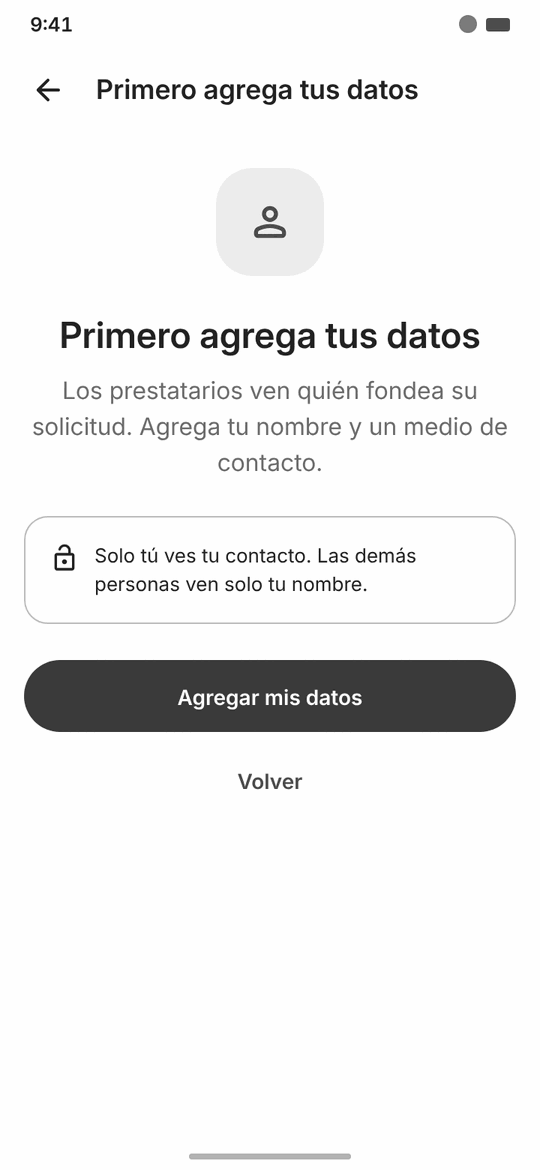 9:41
Primero agrega tus datos
Primero agrega tus datos
Los prestatarios ven quién fondea su
solicitud. Agrega tu nombre y un medio de
contacto.
Solo tú ves tu contacto. Las demás
personas ven solo tu nombre.
Agregar mis datos
Volver